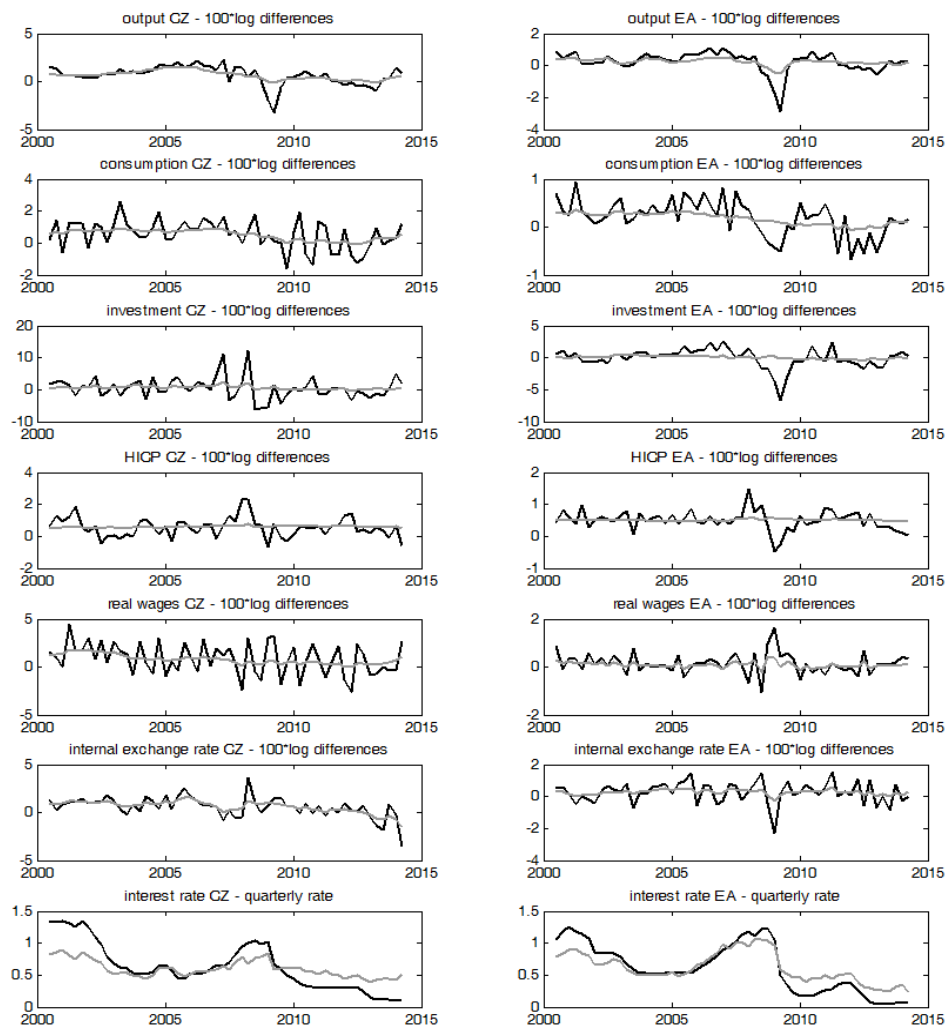 output CZ - 100*log differences
5
0
-5
2000 2005 2010 2015
output EA - 100*log differences
2
0
-2
-4
2000 2005 2010 2015
consumption CZ - 100*log differences
4
2
0
-2
2000 2005 2010 2015
consumption EA - 100*log differences
1
0
-1
2000 2005 2010 2015
investment CZ - 100*log differences
20
10
0
-10
2000 2005 2010 2015
investment EA - 100*log differences
5
0
-5
-10
2000 2005 2010 2015
HICP CZ - 100*log differences
4
2
0
-2
2000 2005 2010 2015
HICP EA - 100*log differences
2
1
0
-1
2000 2005 2010 2015
real wages CZ - 100*log differences
5
0
-5
2000 2005 2010 2015
real wages EA - 100*log differences
2
0
-2
2000 2005 2010 2015
internal exchange rate CZ - 100*log differences
5
0
-5
2000 2005 2010 2015
internal exchange rate EA - 100*log differences
2
0
-2
-4
2000 2005 2010 2015
interest rate CZ - quarterly rate
1.5
1
0.5
0
2000 2005 2010 2015
interest rate EA - quarterly rate
1.5
1
0.5
0
2000 2005 2010 2015